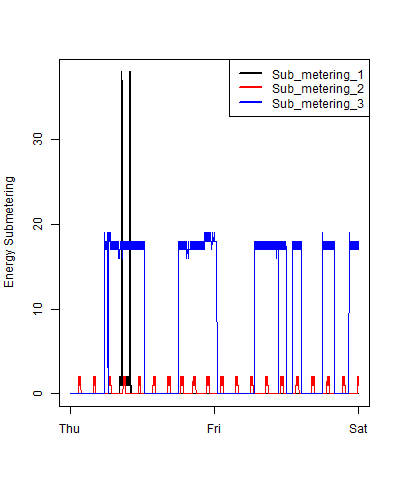 Sub_metering_1
Sub_metering_2
Sub_metering_3
Energy Submetering
30
20
10
0
Thu Fri Sat